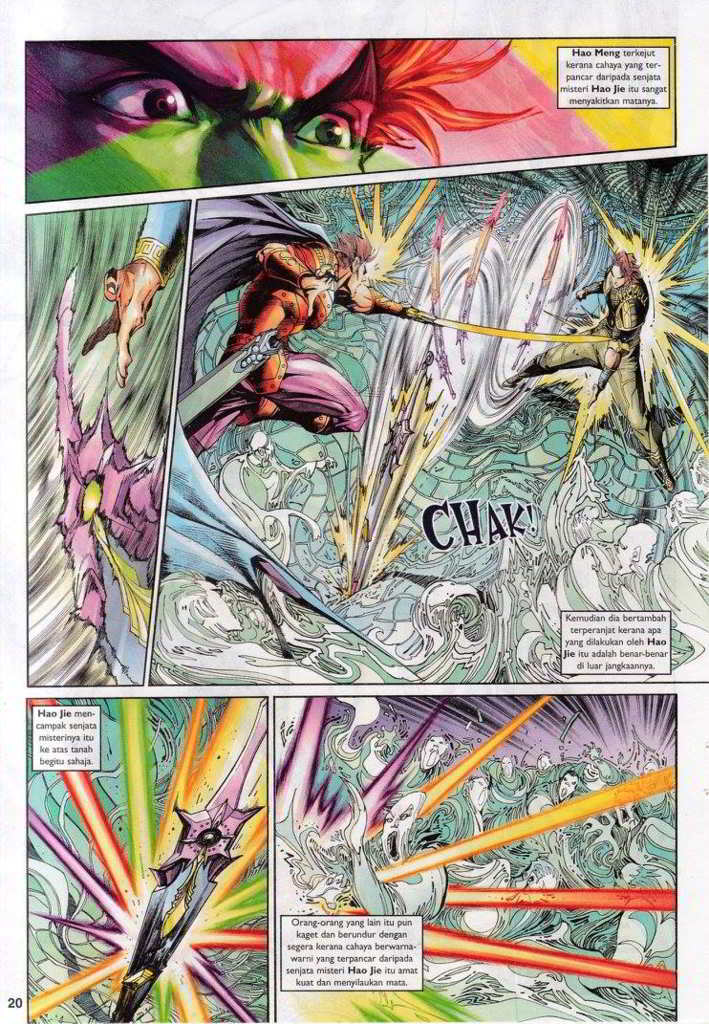 Hao Meng terkejut
kerana cahaya yang ter-
pancar daripada senjata
misteri Hao Jie itu sangat
menyakitkan matanya.
CHAK!
Kemudian dia bertambah
terperanjat kerana apa
yang dilakukan oleh Hao
Jie itu adalah benar-benar
di luar jangkaannya.
Hao Jie men-
campak senjata
misterinya itu
ke atas tanah
begitu sahaja.
Orang-orang yang lain itu pun
kaget dan berundur dengan
segera kerana cahaya berwarna-
warni yang terpancar daripada
senjata misteri Hao Jie itu amat
kuat dan menyilaukan mata.
20